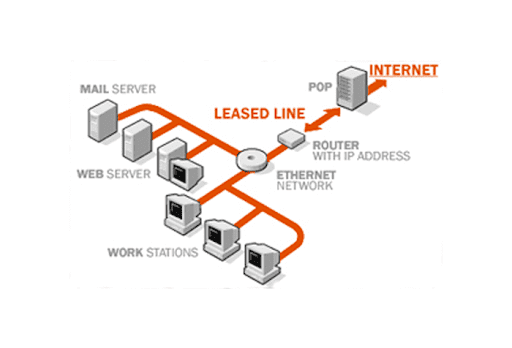 INTERNET
POP
MAIL SERVER
LEASED LINE
ROUTER
WITH IP ADDRESS
WEB SERVER
ETHERNET
NETWORK
WORK STATIONS